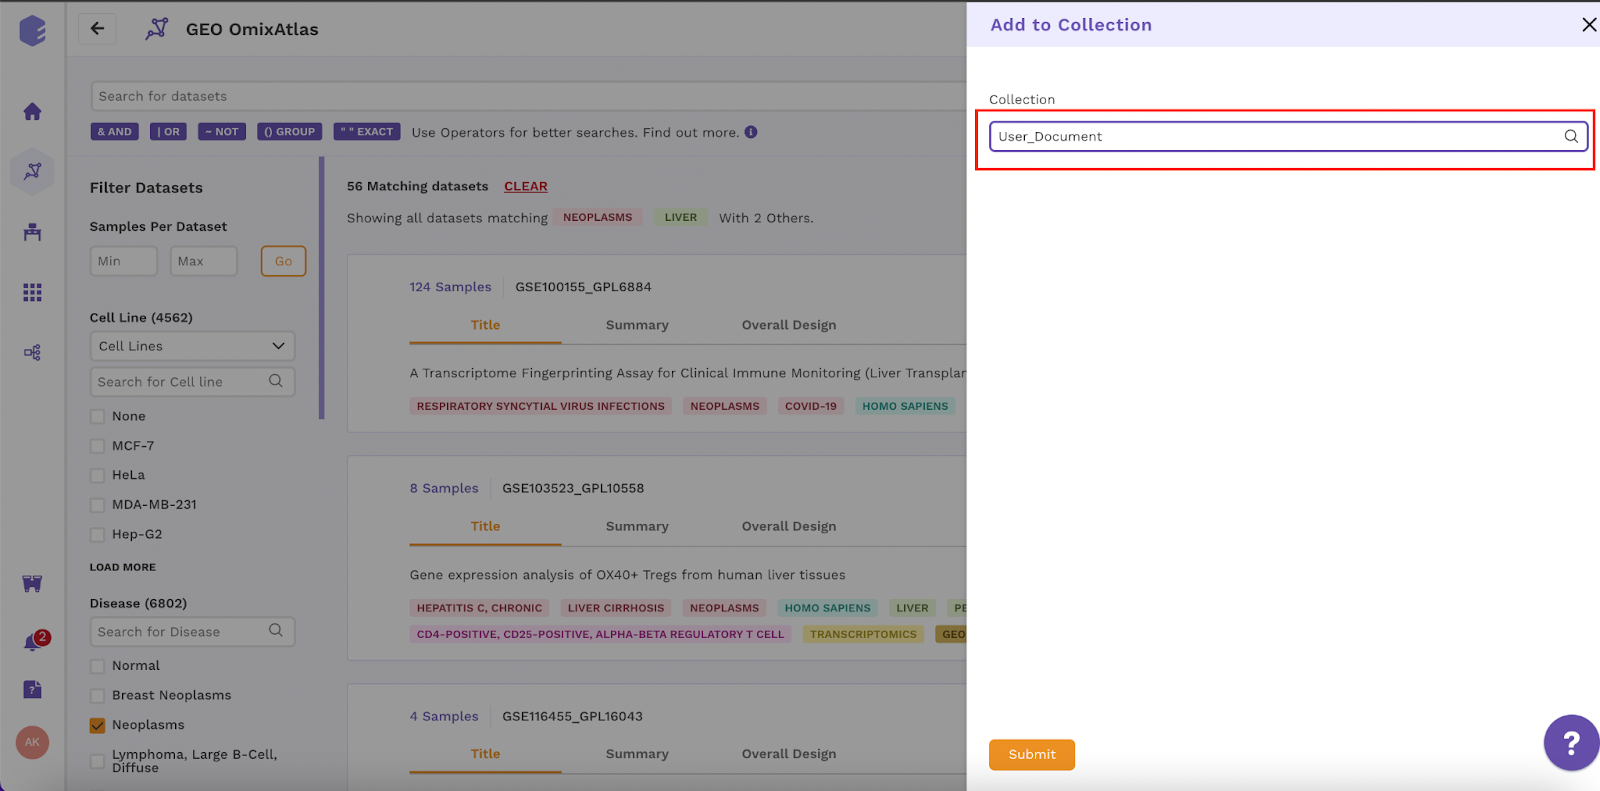 GEO OmixAtlas
Search for datasets
& AND | OR ~ NOT () GROUP " " EXACT Use Operators for better searches. Find out more.
Filter Datasets
Samples Per Dataset
Min Max Go
Cell Line (4562)
Cell Lines
Search for Cell line
None
MCF-7
HeLa
MDA-MB-231
Hep-G2
LOAD MORE
Disease (6802)
Search for Disease
Normal
Breast Neoplasms
Neoplasms
Lymphoma, Large B-Cell,
Diffuse
2
AK
56 Matching datasets CLEAR
Showing all datasets matching NEOPLASMS LIVER With 2 Others.
124 Samples GSE100155_GPL6884
Title Summary Overall Design
A Transcriptome Fingerprinting Assay for Clinical Immune Monitoring (Liver Transplan
RESPIRATORY SYNCYTIAL VIRUS INFECTIONS NEOPLASMS COVID-19 HOMO SAPIENS
8 Samples GSE103523_GPL10558
Title Summary Overall Design
Gene expression analysis of OX40+ Tregs from human liver tissues
HEPATITIS C, CHRONIC LIVER CIRRHOSIS NEOPLASMS HOMO SAPIENS LIVER PE
CD4-POSITIVE, CD25-POSITIVE, ALPHA-BETA REGULATORY T CELL TRANSCRIPTOMICS GEO
4 Samples GSE116455_GPL16043
Title Summary Overall Design
Add to Collection
Collection
User_Document
Submit
?